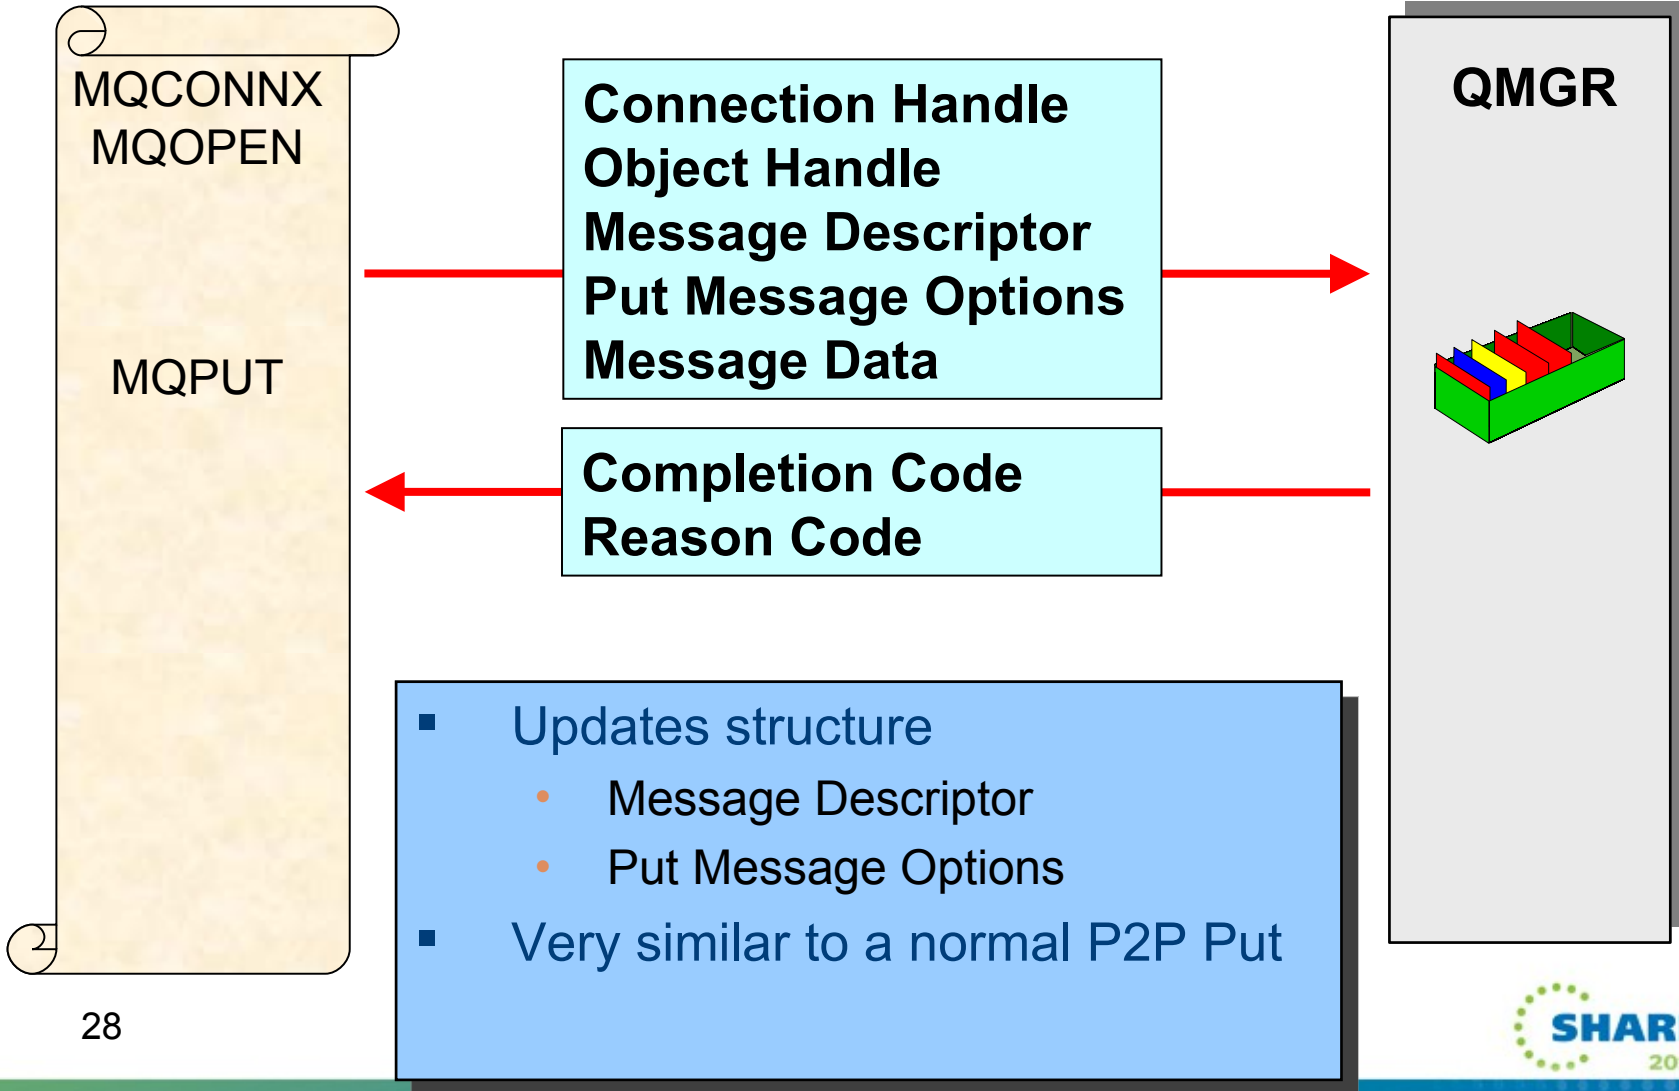 MQCONNX
MQOPEN
MQPUT
Connection Handle
Object Handle
Message Descriptor
Put Message Options
Message Data
Completion Code
Reason Code
QMGR
▪ Updates structure
• Message Descriptor
• Put Message Options
▪ Very similar to a normal P2P Put
28
SHAR
20